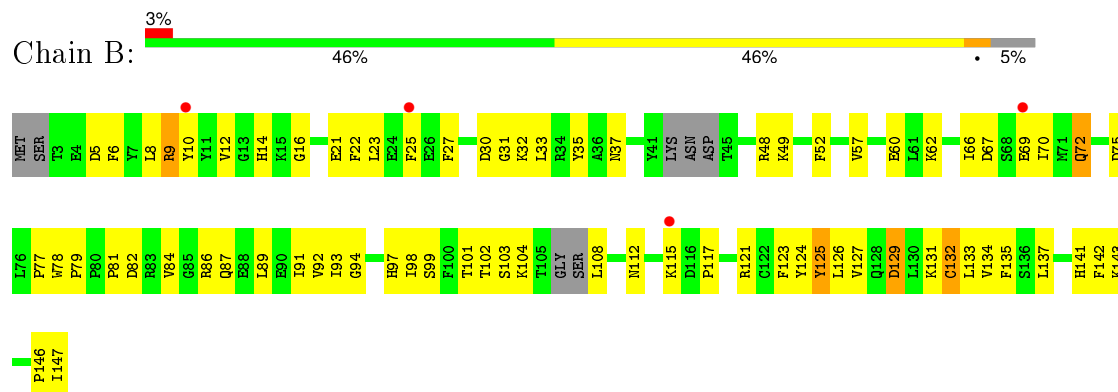 3%
Chain B:
46% 46% • 5%
MET SER T3 E4 D5 F6 Y7 L8 R9 Y10 Y11 V12 G13 H14 K15 G16 E21 F22 L23 E24 F25 E26 F27 D30 G31 K32 L33 R34 Y35 A36 N37 Y41 LYS ASN ASP T45 R48 K49 F52 V57 E60 L61 K62 I66 D67 S68 E69 I70 M71 Q72 D75
L76 P77 W78 P79 P80 P81 D82 R83 V84 G85 R86 Q87 E88 L89 E90 I91 V92 I93 G94 H97 I98 S99 F100 T101 T102 S103 K104 T105 GLY SER L108 N112 K115 D116 P117 R121 C122 F123 Y124 Y125 L126 V127 Q128 D129 L130 K131 C132 L133 V134 F135 S136 L137 H141 F142 K143
P146 I147